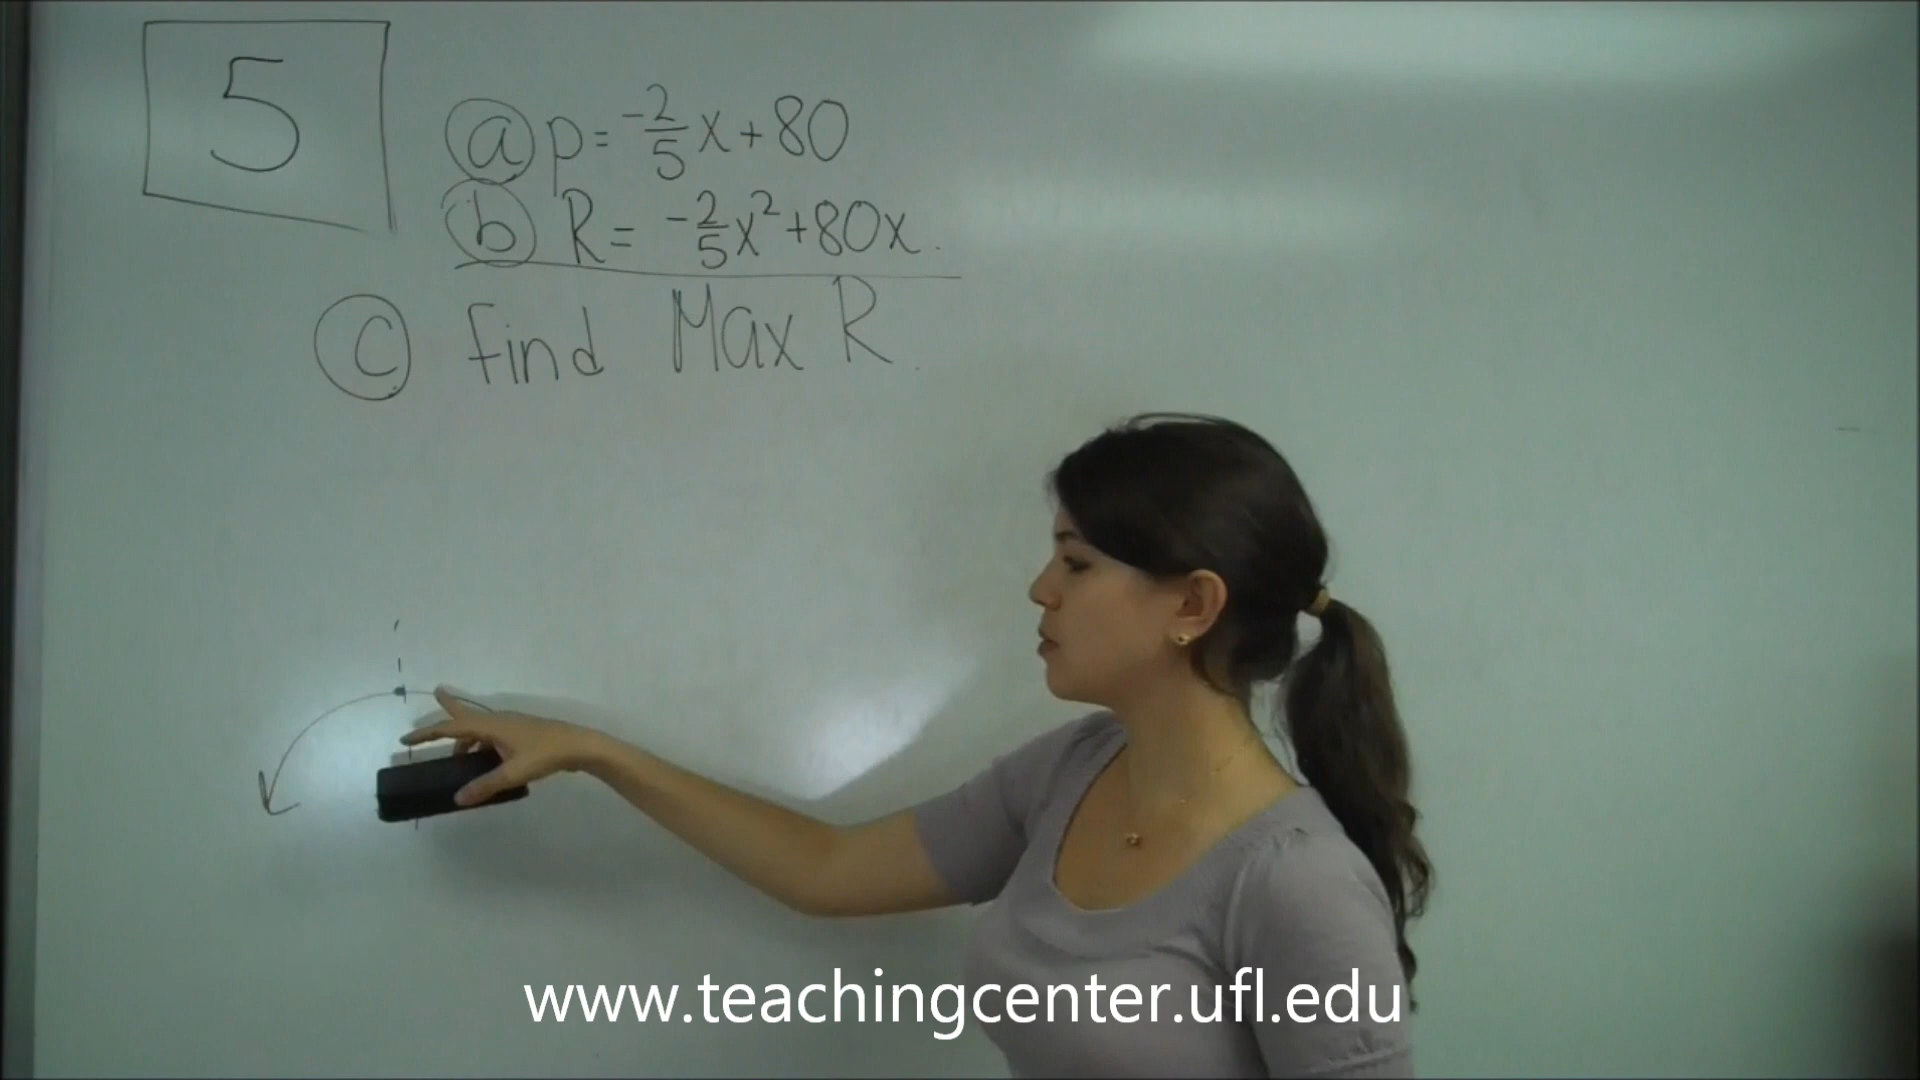 5
ⓐ p = -2/5 x + 80
ⓑ R = -2/5 x² + 80x.
ⓒ find Max R.
www.teachingcenter.ufl.edu